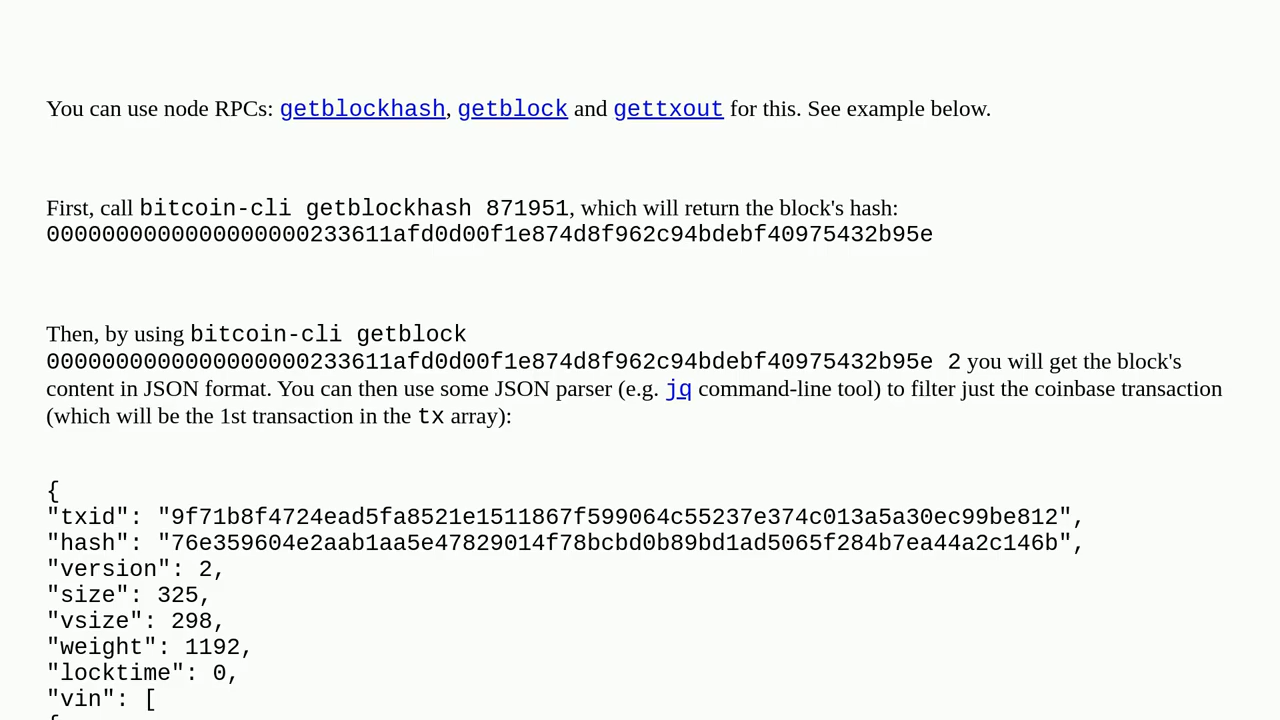 You can use node RPCs: getblockhash, getblock and gettxout for this. See example below.
First, call bitcoin-cli getblockhash 871951, which will return the block's hash:
0000000000000000000233611afd0d00f1e874d8f962c94bdebf40975432b95e
Then, by using bitcoin-cli getblock
0000000000000000000233611afd0d00f1e874d8f962c94bdebf40975432b95e 2 you will get the block's
content in JSON format. You can then use some JSON parser (e.g. jq command-line tool) to filter just the coinbase transaction
(which will be the 1st transaction in the tx array):
{
"txid": "9f71b8f4724ead5fa8521e1511867f599064c55237e374c013a5a30ec99be812",
"hash": "76e359604e2aab1aa5e47829014f78bcbd0b89bd1ad5065f284b7ea44a2c146b",
"version": 2,
"size": 325,
"vsize": 298,
"weight": 1192,
"locktime": 0,
"vin": [
{